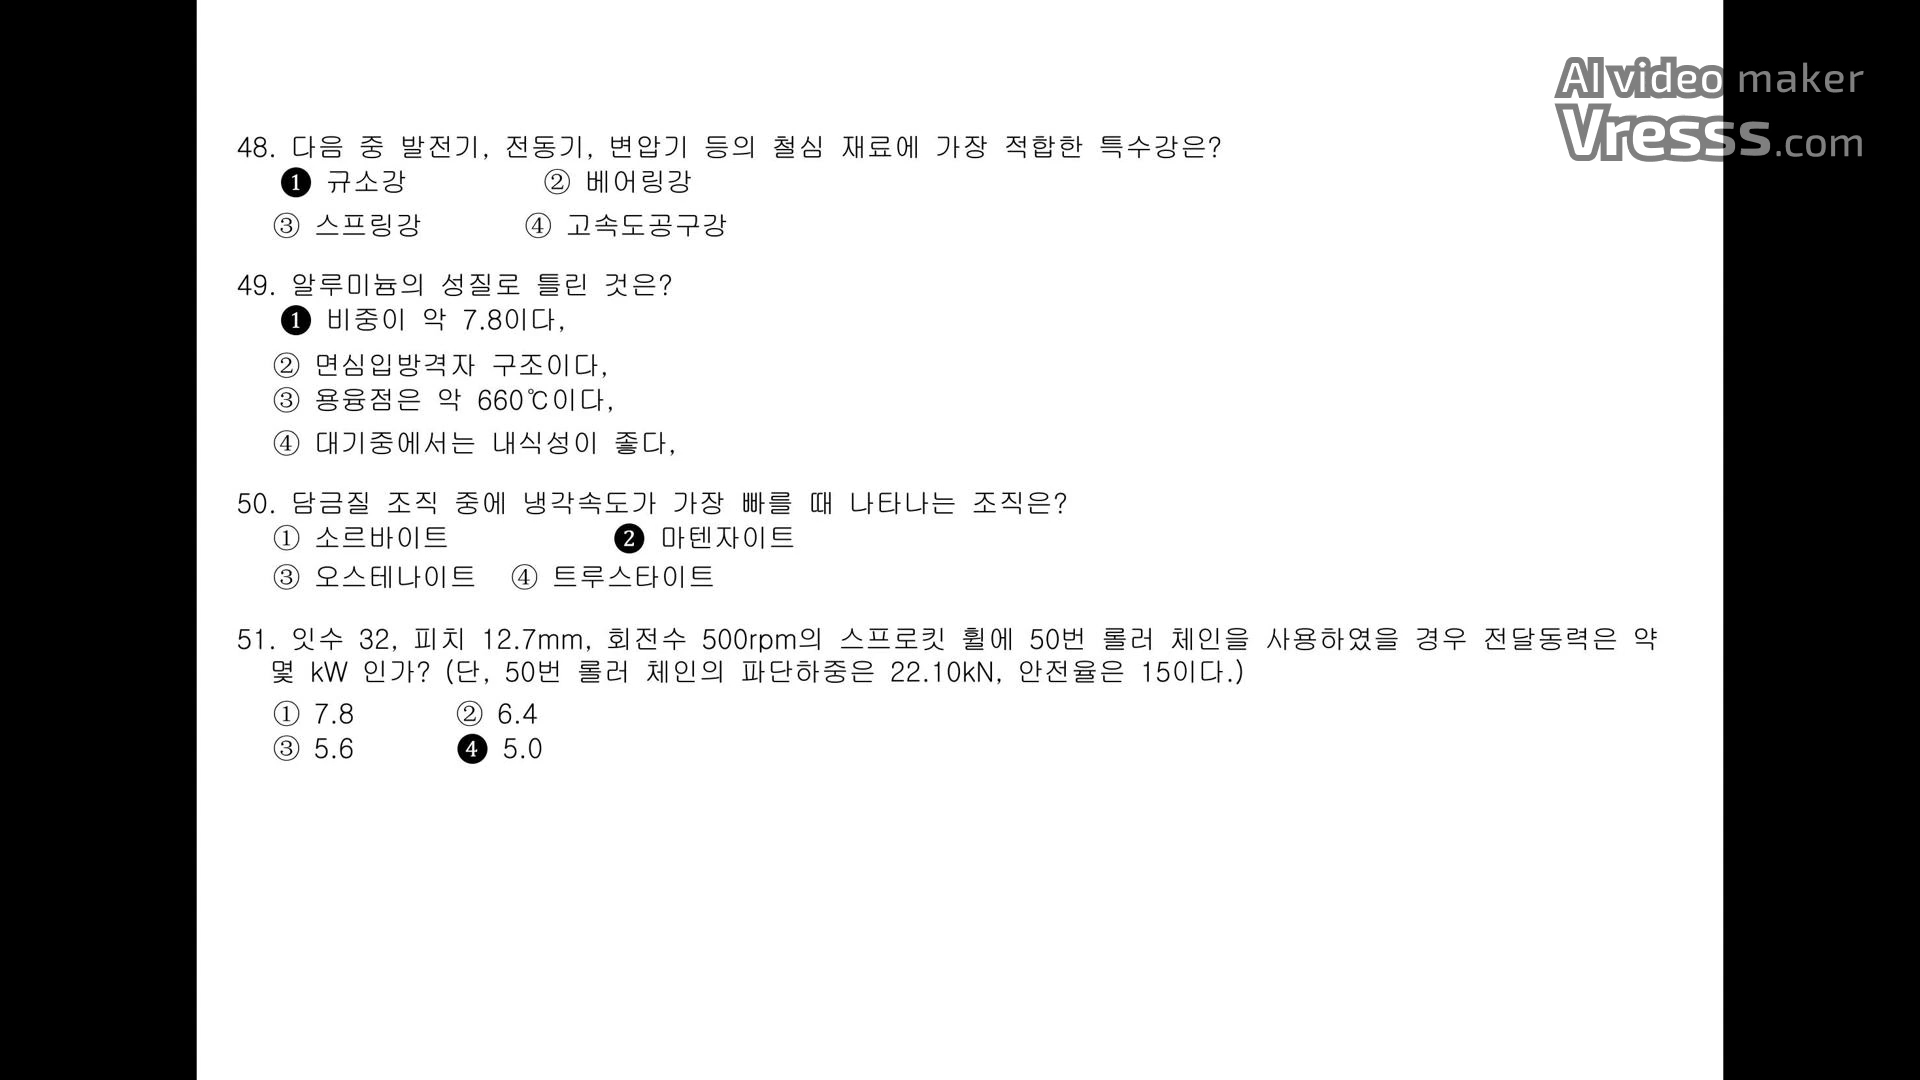 AI video maker
Vresss.com
48. 다음 중 발전기, 전동기, 변압기 등의 철심 재료에 가장 적합한 특수강은?
❶ 규소강 ② 베어링강
③ 스프링강 ④ 고속도공구강
49. 알루미늄의 성질로 틀린 것은?
❶ 비중이 약 7.8이다,
② 면심입방격자 구조이다,
③ 용융점은 약 660℃이다,
④ 대기중에서는 내식성이 좋다,
50. 담금질 조직 중에 냉각속도가 가장 빠를 때 나타나는 조직은?
① 소르바이트 ❷ 마텐자이트
③ 오스테나이트 ④ 트루스타이트
51. 잇수 32, 피치 12.7mm, 회전수 500rpm의 스프로킷 휠에 50번 롤러 체인을 사용하였을 경우 전달동력은 약
몇 kW 인가? (단, 50번 롤러 체인의 파단하중은 22.10kN, 안전율은 15이다.)
① 7.8 ② 6.4
③ 5.6 ❹ 5.0